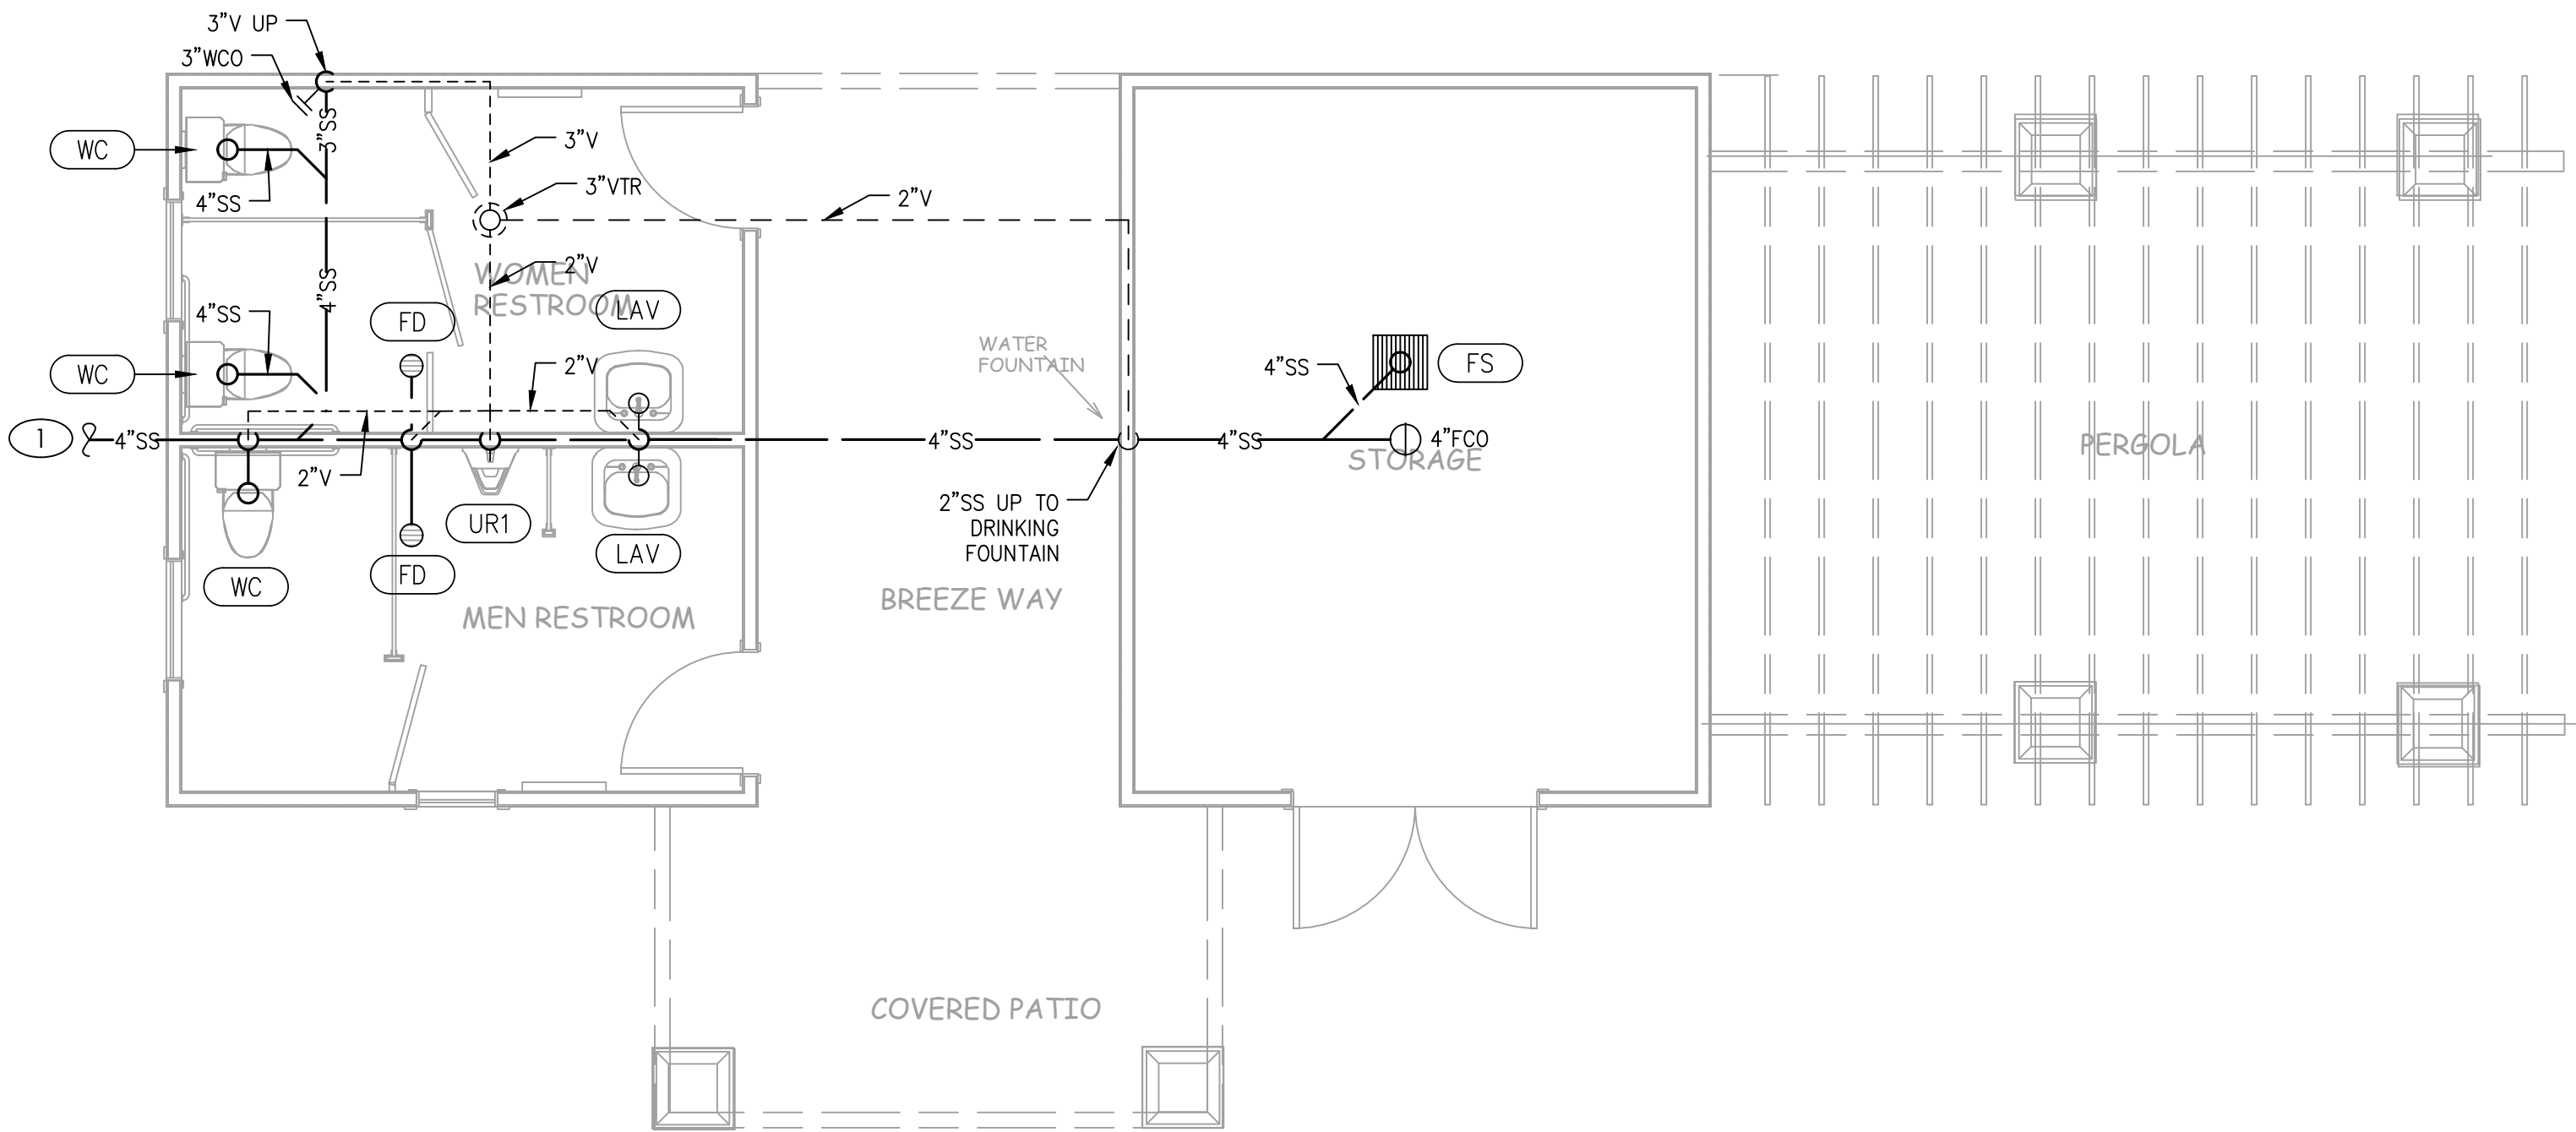 3"V UP
3"WCO
3"SS
WC
3"V
4"SS
3"VTR
2"V
4"SS
2"V
WOMEN
RESTROOM
LAV
FD
4"SS
WC
2"V
WATER
FOUNTAIN
4"SS
FS
1
4"SS
4"SS
4"SS
4"FCO
STORAGE
PERGOLA
2"V
2"SS UP TO
DRINKING
FOUNTAIN
UR1
LAV
FD
WC
MEN RESTROOM
BREEZE WAY
COVERED PATIO